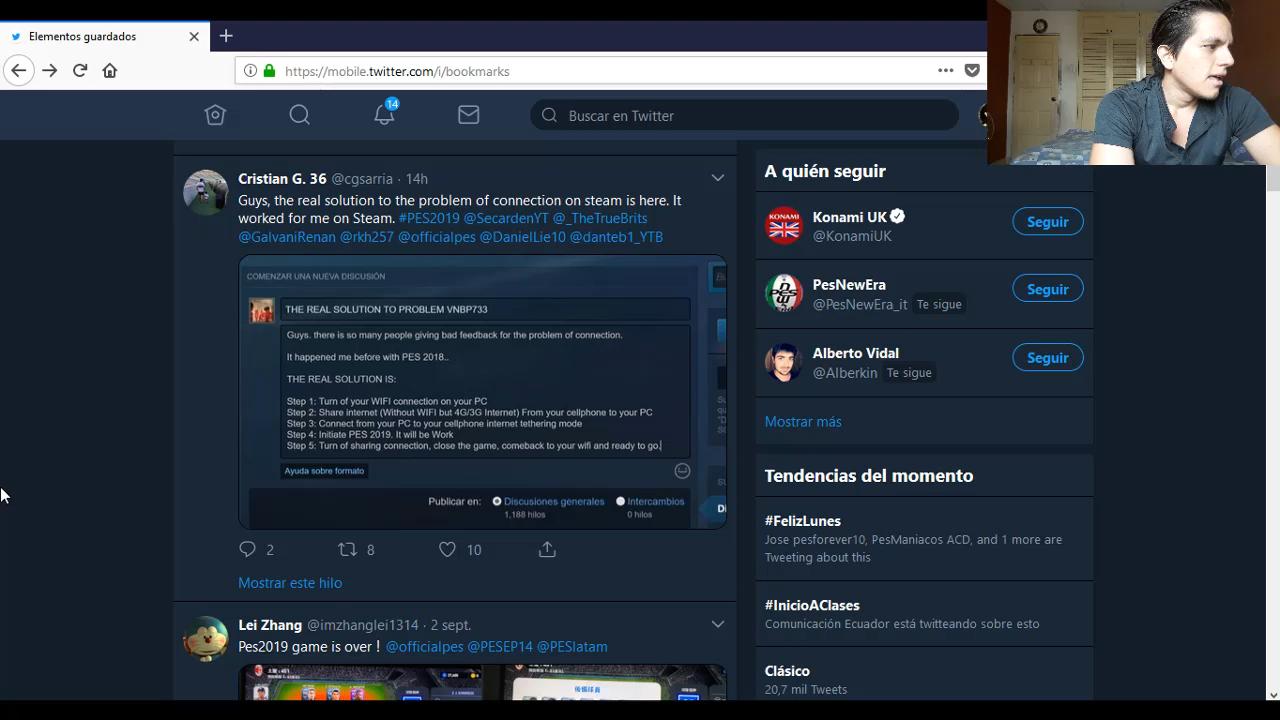 Elementos guardados
https://mobile.twitter.com/i/bookmarks
14
Buscar en Twitter
Cristian G. 36 @cgsarria · 14h
Guys, the real solution to the problem of connection on steam is here. It
worked for me on Steam. #PES2019 @SecardenYT @_TheTrueBrits
@GalvaniRenan @rkh257 @officialpes @DanielLie10 @danteb1_YTB
COMENZAR UNA NUEVA DISCUSIÓN
THE REAL SOLUTION TO PROBLEM VNBP733
Guys. there is so many people giving bad feedback for the problem of connection.
It happened me before with PES 2018..
THE REAL SOLUTION IS:
Step 1: Turn of your WIFI connection on your PC
Step 2: Share internet (Without WIFI but 4G/3G Internet) From your cellphone to your PC
Step 3: Connect from your PC to your cellphone internet tethering mode
Step 4: Initiate PES 2019. It will be Work
Step 5: Turn of sharing connection, close the game, comeback to your wifi and ready to go.
Ayuda sobre formato
Publicar en: Discusiones generales Intercambios
1,188 hilos 0 hilos
2 8 10
Mostrar este hilo
Lei Zhang @imzhanglei1314 · 2 sept.
Pes2019 game is over！ @officialpes @PESEP14 @PESlatam
A quién seguir
Konami UK
@KonamiUK
Seguir
PesNewEra
@PesNewEra_it Te sigue
Seguir
Alberto Vidal
@Alberkin Te sigue
Seguir
Mostrar más
Tendencias del momento
#FelizLunes
Jose pesforever10, PesManiacos ACD, and 1 more are
Tweeting about this
#InicioAClases
Comunicación Ecuador está twitteando sobre esto
Clásico
20,7 mil Tweets